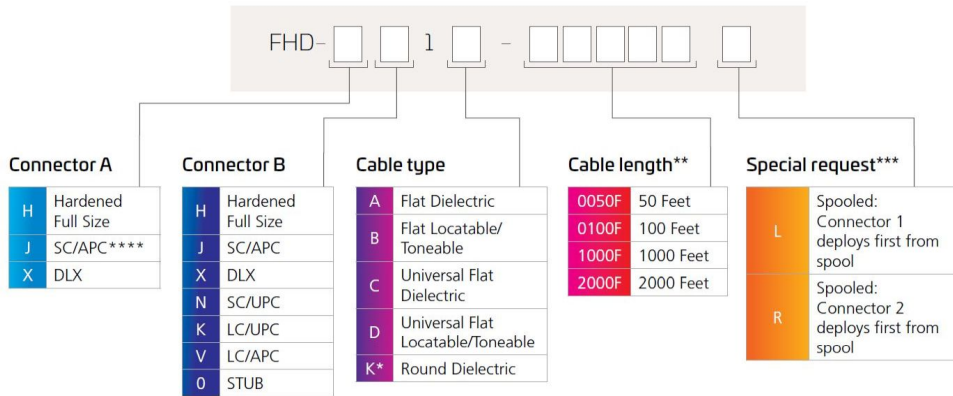 FHD- 1 -
Connector A
H Hardened
Full Size
J SC/APC****
X DLX
Connector B
H Hardened
Full Size
J SC/APC
X DLX
N SC/UPC
K LC/UPC
V LC/APC
0 STUB
Cable type
A Flat Dielectric
B Flat Locatable/
Toneable
C Universal Flat
Dielectric
D Universal Flat
Locatable/Toneable
K* Round Dielectric
Cable length**
0050F 50 Feet
0100F 100 Feet
1000F 1000 Feet
2000F 2000 Feet
Special request***
L Spooled:
Connector 1
deploys first from
spool
R Spooled:
Connector 2
deploys first from
spool